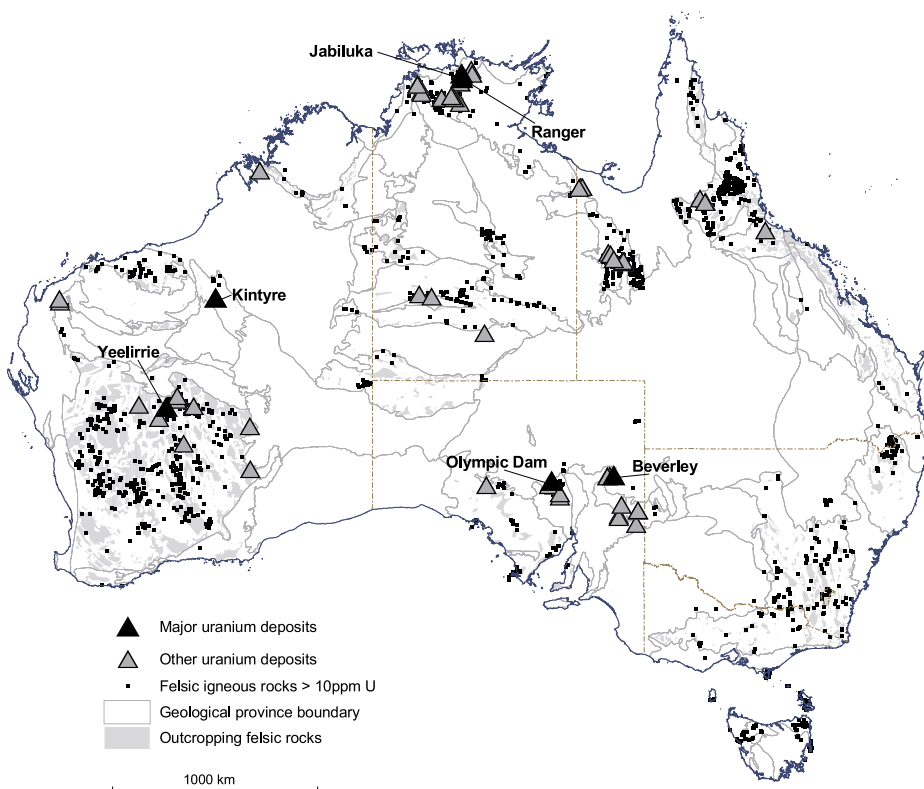 Jabiluka
Ranger
Kintyre
Yeelirrie
Olympic Dam
Beverley
Major uranium deposits
Other uranium deposits
Felsic igneous rocks > 10ppm U
Geological province boundary
Outcropping felsic rocks
1000 km